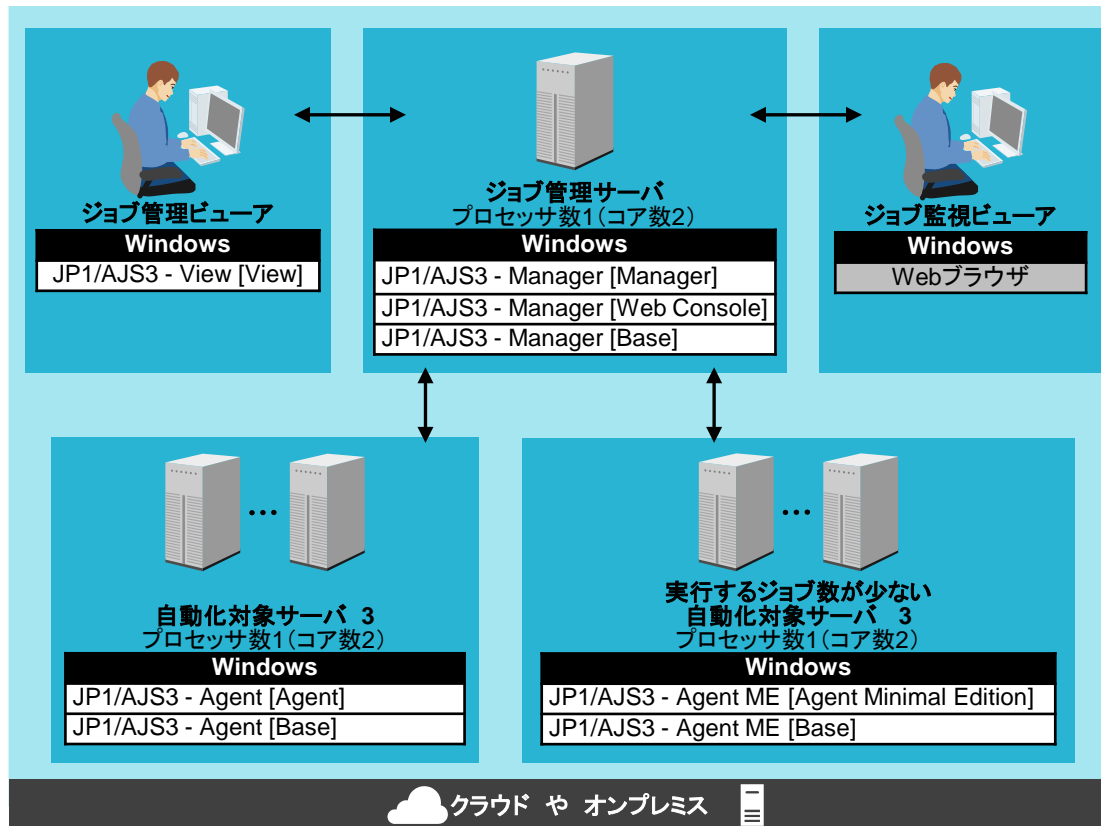 ジョブ管理ビューア
Windows
JP1/AJS3 - View [View]
ジョブ管理サーバ
プロセッサ数1(コア数2)
Windows
JP1/AJS3 - Manager [Manager]
JP1/AJS3 - Manager [Web Console]
JP1/AJS3 - Manager [Base]
ジョブ監視ビューア
Windows
Webブラウザ
…
自動化対象サーバ 3
プロセッサ数1(コア数2)
Windows
JP1/AJS3 - Agent [Agent]
JP1/AJS3 - Agent [Base]
…
実行するジョブ数が少ない
自動化対象サーバ 3
プロセッサ数1(コア数2)
Windows
JP1/AJS3 - Agent ME [Agent Minimal Edition]
JP1/AJS3 - Agent ME [Base]
クラウド や オンプレミス